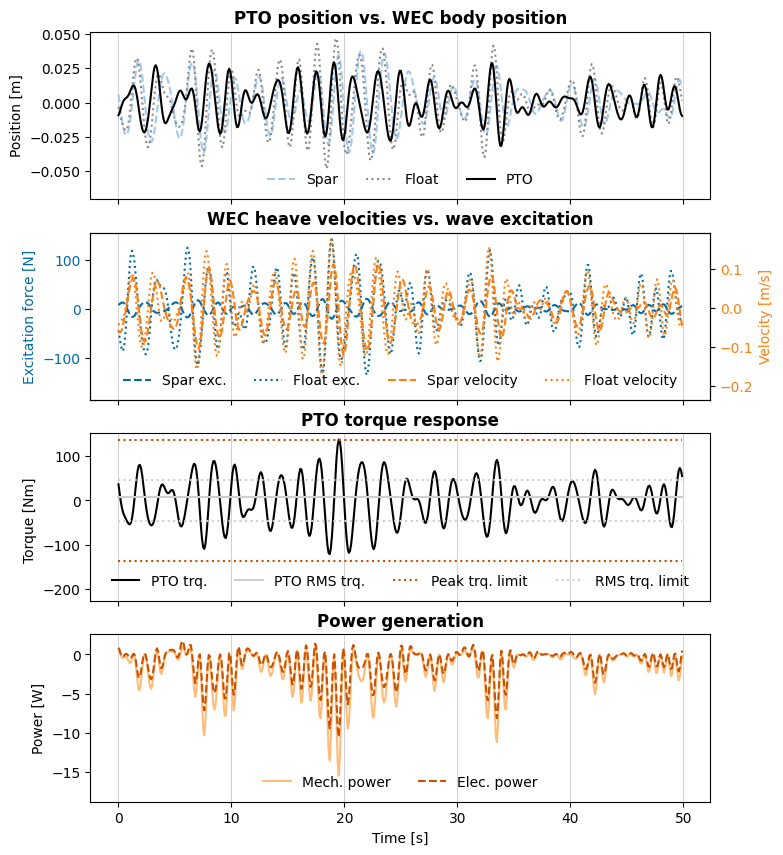 PTO position vs. WEC body position
0.050
0.025
0.000
−0.025
−0.050
Position [m]
Spar Float PTO
WEC heave velocities vs. wave excitation
100
0
−100
Excitation force [N]
0.1
0.0
−0.1
−0.2
Velocity [m/s]
Spar exc. Float exc. Spar velocity Float velocity
PTO torque response
100
0
−100
−200
Torque [Nm]
PTO trq. PTO RMS trq. Peak trq. limit RMS trq. limit
Power generation
0
−5
−10
−15
Power [W]
Mech. power Elec. power
0 10 20 30 40 50
Time [s]